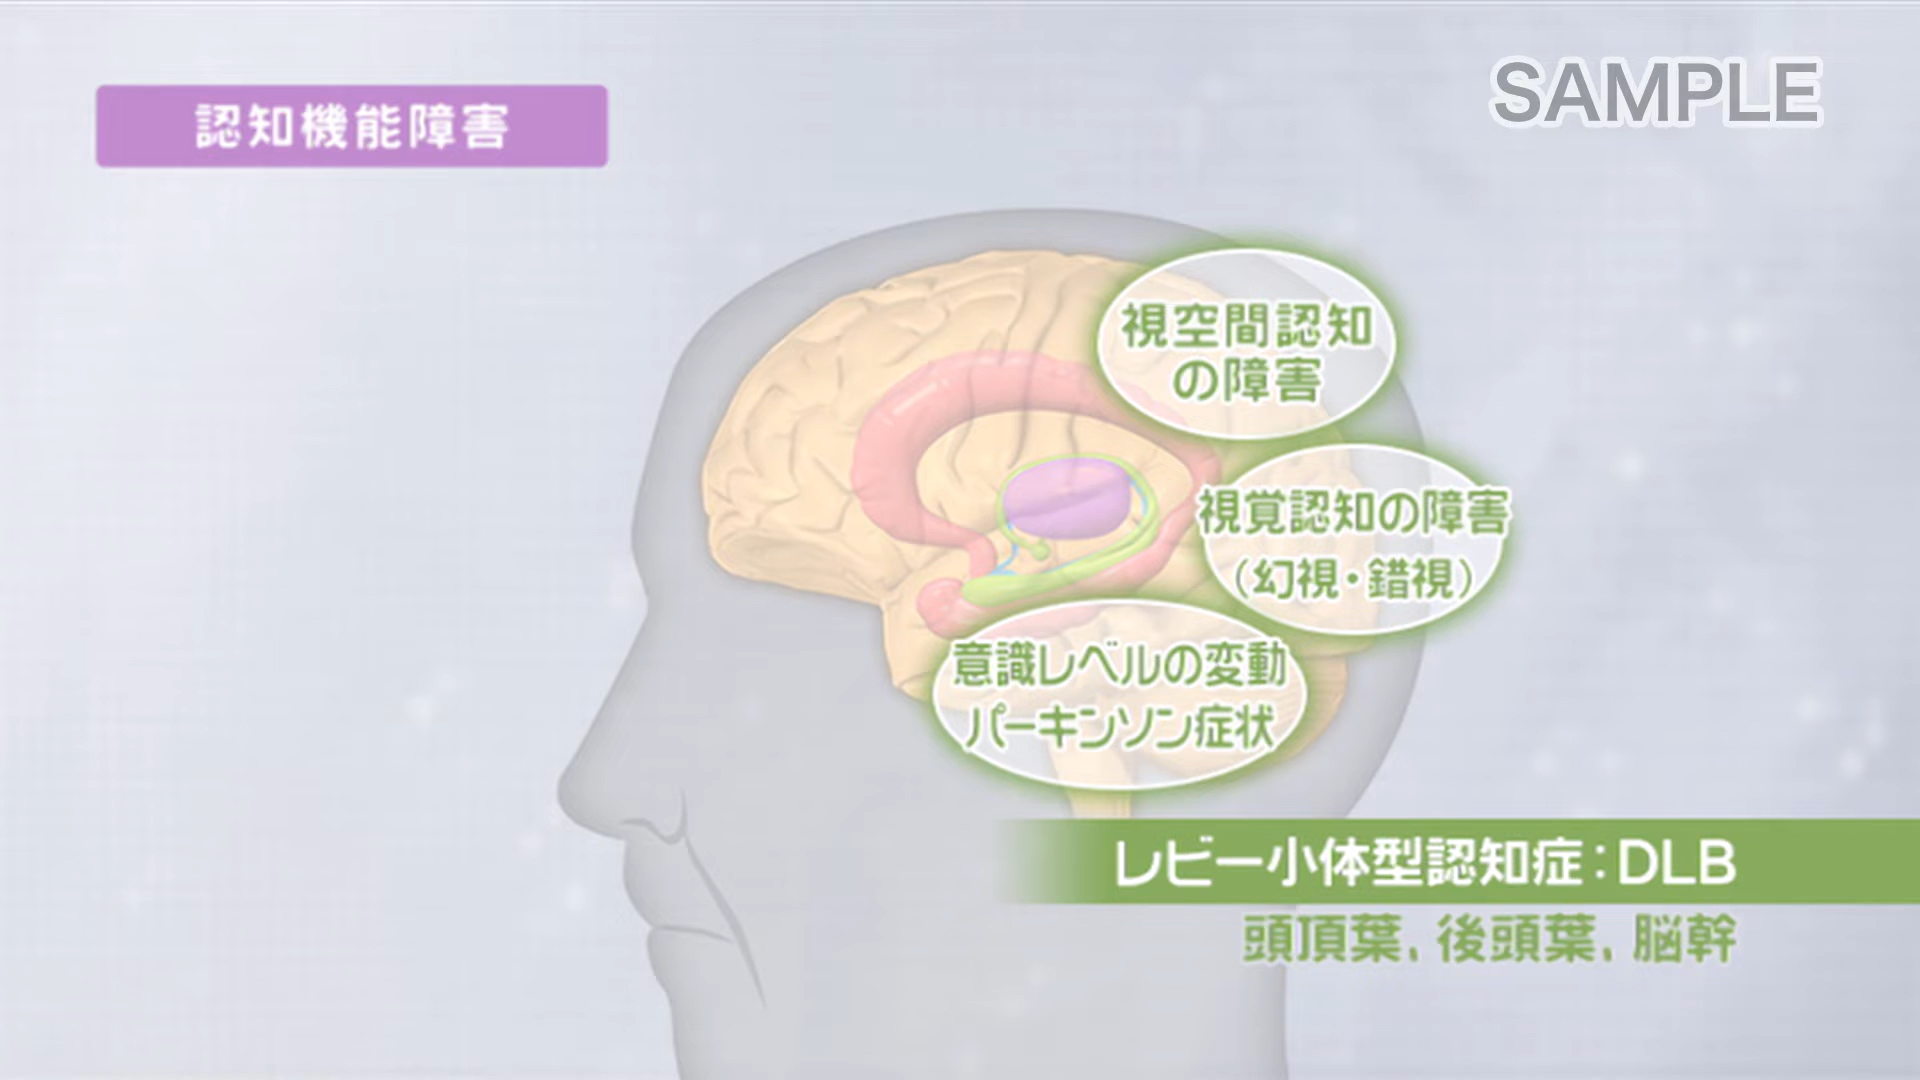 認知機能障害
SAMPLE
視空間認知
の障害
視覚認知の障害
(幻視・錯視)
意識レベルの変動
パーキンソン症状
レビー小体型認知症:DLB
頭頂葉,後頭葉,脳幹